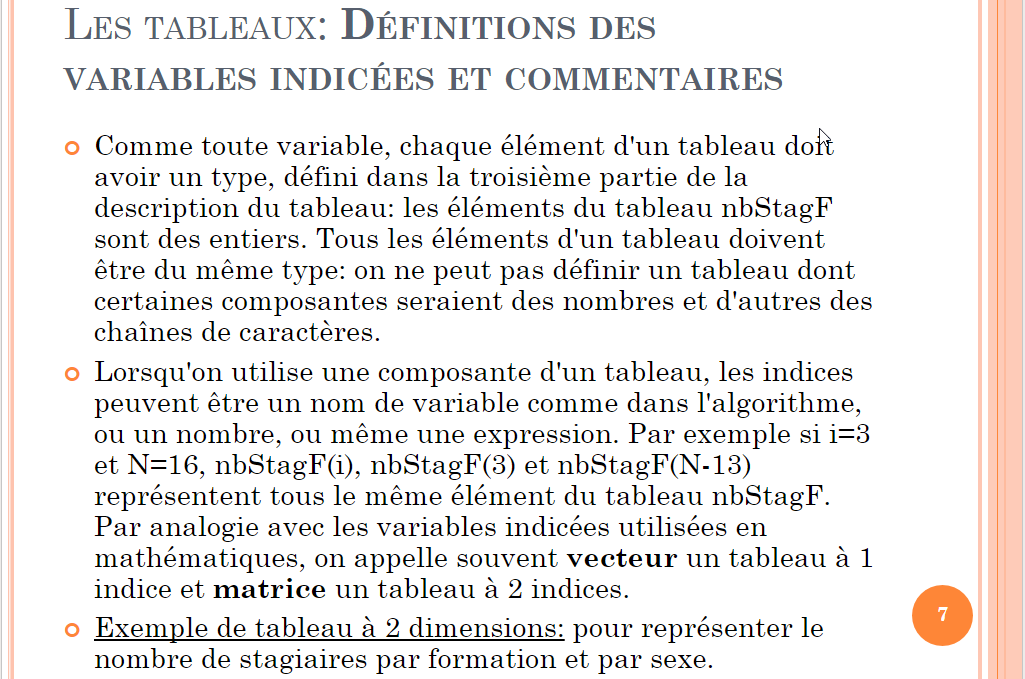 Les tableaux: Définitions des
variables indicées et commentaires
Comme toute variable, chaque élément d'un tableau doit
avoir un type, défini dans la troisième partie de la
description du tableau: les éléments du tableau nbStagF
sont des entiers. Tous les éléments d'un tableau doivent
être du même type: on ne peut pas définir un tableau dont
certaines composantes seraient des nombres et d'autres des
chaînes de caractères.
Lorsqu'on utilise une composante d'un tableau, les indices
peuvent être un nom de variable comme dans l'algorithme,
ou un nombre, ou même une expression. Par exemple si i=3
et N=16, nbStagF(i), nbStagF(3) et nbStagF(N-13)
représentent tous le même élément du tableau nbStagF.
Par analogie avec les variables indicées utilisées en
mathématiques, on appelle souvent vecteur un tableau à 1
indice et matrice un tableau à 2 indices.
Exemple de tableau à 2 dimensions: pour représenter le
nombre de stagiaires par formation et par sexe.
7